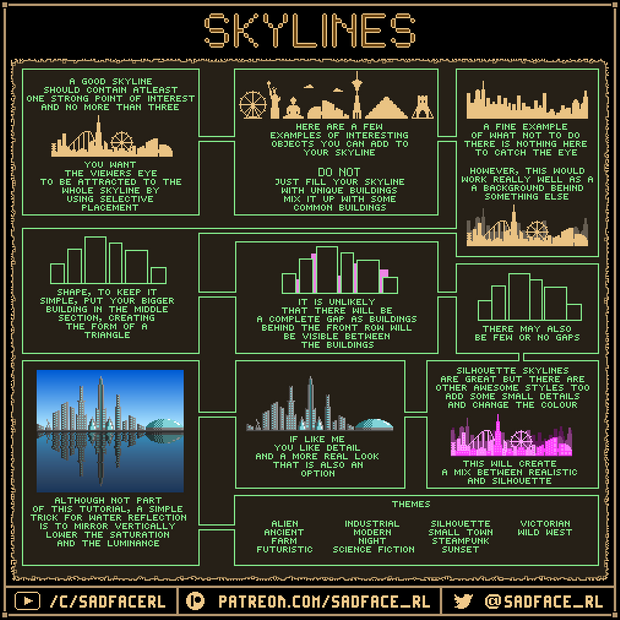 SKYLINES
A GOOD SKYLINE
SHOULD CONTAIN ATLEAST
ONE STRONG POINT OF INTEREST
AND NO MORE THAN THREE
YOU WANT
THE VIEWERS EYE
TO BE ATTRACTED TO THE
WHOLE SKYLINE BY
USING SELECTIVE
PLACEMENT
HERE ARE A FEW
EXAMPLES OF INTERESTING
OBJECTS YOU CAN ADD TO
YOUR SKYLINE
DO NOT
JUST FILL YOUR SKYLINE
WITH UNIQUE BUILDINGS
MIX IT UP WITH SOME
COMMON BUILDINGS
A FINE EXAMPLE
OF WHAT NOT TO DO
THERE IS NOTHING HERE
TO CATCH THE EYE
HOWEVER, THIS WOULD
WORK REALLY WELL AS A
A BACKGROUND BEHIND
SOMETHING ELSE
SHAPE, TO KEEP IT
SIMPLE, PUT YOUR BIGGER
BUILDING IN THE MIDDLE
SECTION, CREATING
THE FORM OF A
TRIANGLE
IT IS UNLIKELY
THAT THERE WILL BE
A COMPLETE GAP AS BUILDINGS
BEHIND THE FRONT ROW WILL
BE VISIBLE BETWEEN
THE BUILDINGS
THERE MAY ALSO
BE FEW OR NO GAPS
ALTHOUGH NOT PART
OF THIS TUTORIAL, A SIMPLE
TRICK FOR WATER REFLECTION
IS TO MIRROR VERTICALLY
LOWER THE SATURATION
AND THE LUMINANCE
IF LIKE ME
YOU LIKE DETAIL
AND A MORE REAL LOOK
THAT IS ALSO AN
OPTION
SILHOUETTE SKYLINES
ARE GREAT BUT THERE ARE
OTHER AWESOME STYLES TOO
ADD SOME SMALL DETAILS
AND CHANGE THE COLOUR
THIS WILL CREATE
A MIX BETWEEN REALISTIC
AND SILHOUETTE
THEMES
ALIEN
ANCIENT
FARM
FUTURISTIC
INDUSTRIAL
MODERN
NIGHT
SCIENCE FICTION
SILHOUETTE
SMALL TOWN
STEAMPUNK
SUNSET
VICTORIAN
WILD WEST
/C/SADFACERL
PATREON.COM/SADFACE_RL
@SADFACE_RL